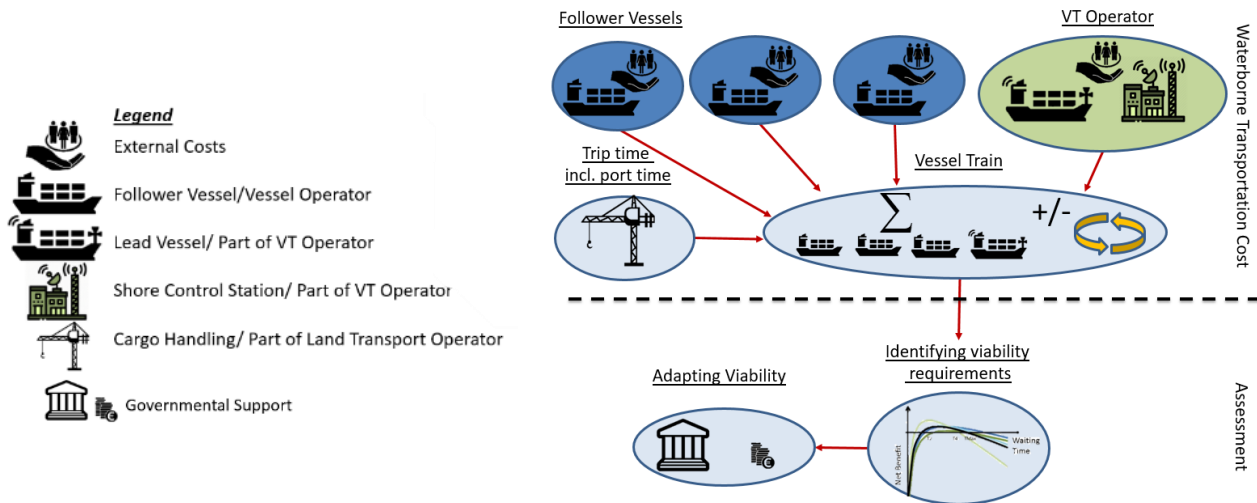 Legend
External Costs
Follower Vessel/Vessel Operator
Lead Vessel/ Part of VT Operator
Shore Control Station/ Part of VT Operator
Cargo Handling/ Part of Land Transport Operator
Governmental Support
Follower Vessels
VT Operator
Trip time
incl. port time
Vessel Train
Σ
+/-
Waterborne Transportation Cost
Adapting Viability
Identifying viability
requirements
Net Benefit
Waiting
Time
Assessment